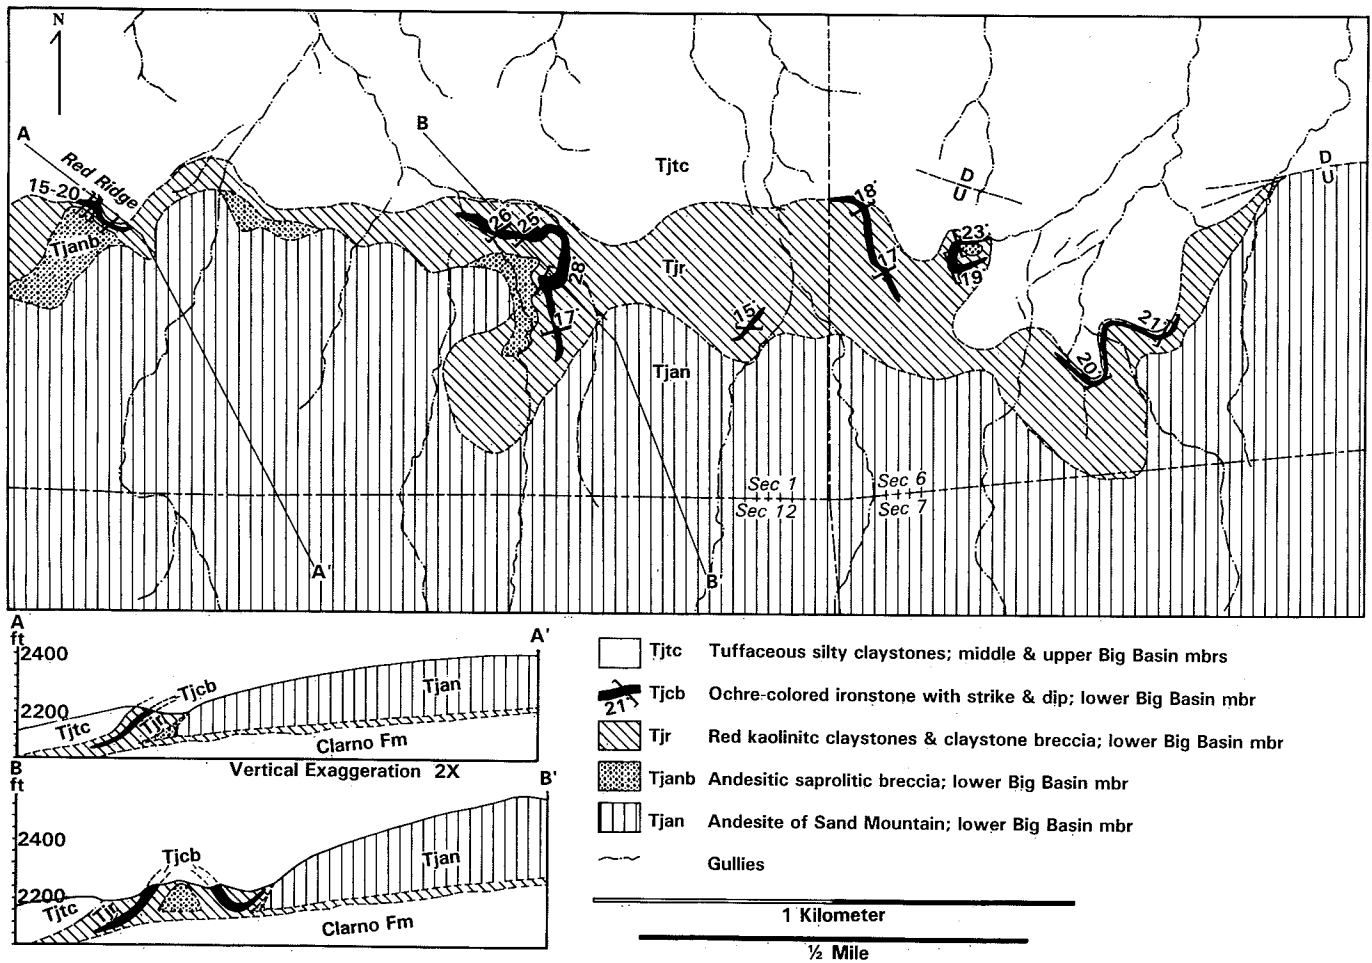 N
A
Red Ridge
15-20°
Tjanb
B
26°
25°
28°
17°
Tjtc
Tjr
15°
Tjan
18°
17°
D
U
23°
19°
21°
20°
D
U
Sec 1
Sec 12
Sec 6
Sec 7
A'
B'
A
ft
2400
2200
A'
Tjcb
Tjtc
Tjr
Tjan
Clarno Fm
Vertical Exaggeration 2X
B
ft
2400
2200
B'
Tjcb
Tjtc
Tjr
Tjan
Clarno Fm
Tjtc Tuffaceous silty claystones; middle & upper Big Basin mbrs
21° Tjcb Ochre-colored ironstone with strike & dip; lower Big Basin mbr
Tjr Red kaolinitc claystones & claystone breccia; lower Big Basin mbr
Tjanb Andesitic saprolitic breccia; lower Big Basin mbr
Tjan Andesite of Sand Mountain; lower Big Basin mbr
Gullies
1 Kilometer
½ Mile